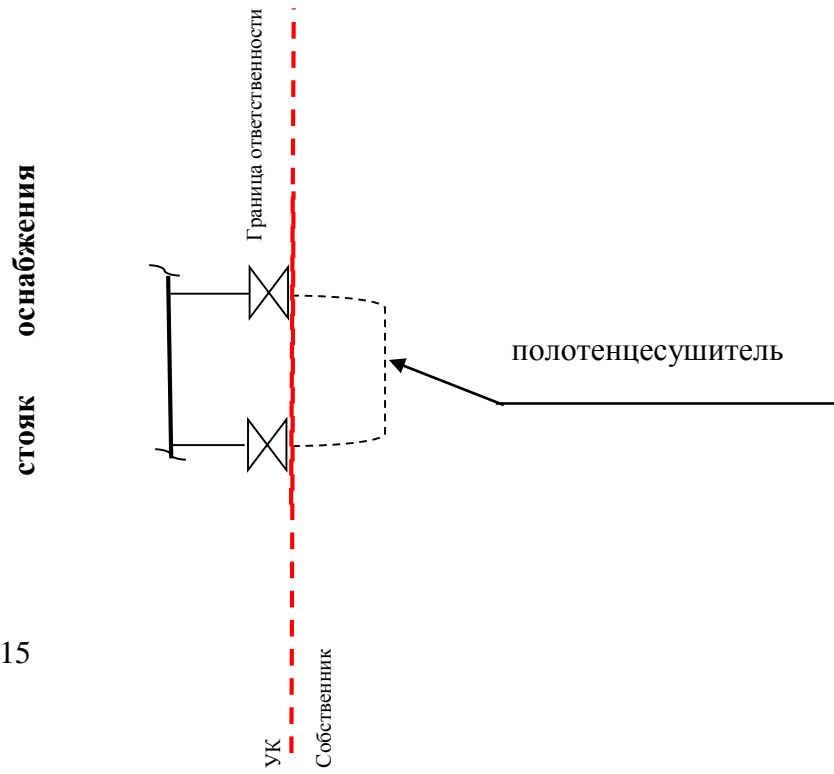 Граница ответственности
стояк оснабжения
полотенцесушитель
15
УК
Собственник